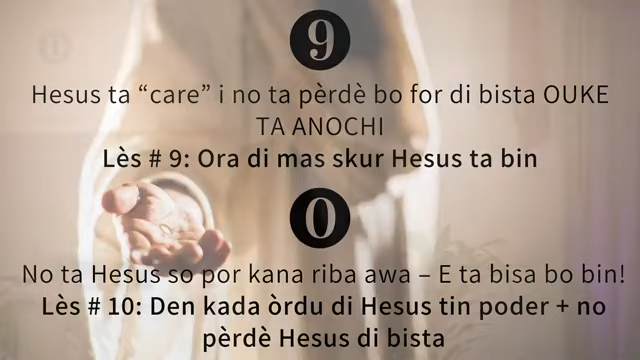 9
Hesus ta “care” i no ta pèrdè bo for di bista OUKE
TA ANOCHI
Lès # 9: Ora di mas skur Hesus ta bin
0
No ta Hesus so por kana riba awa – E ta bisa bo bin!
Lès # 10: Den kada òrdu di Hesus tin poder + no
pèrdè Hesus di bista